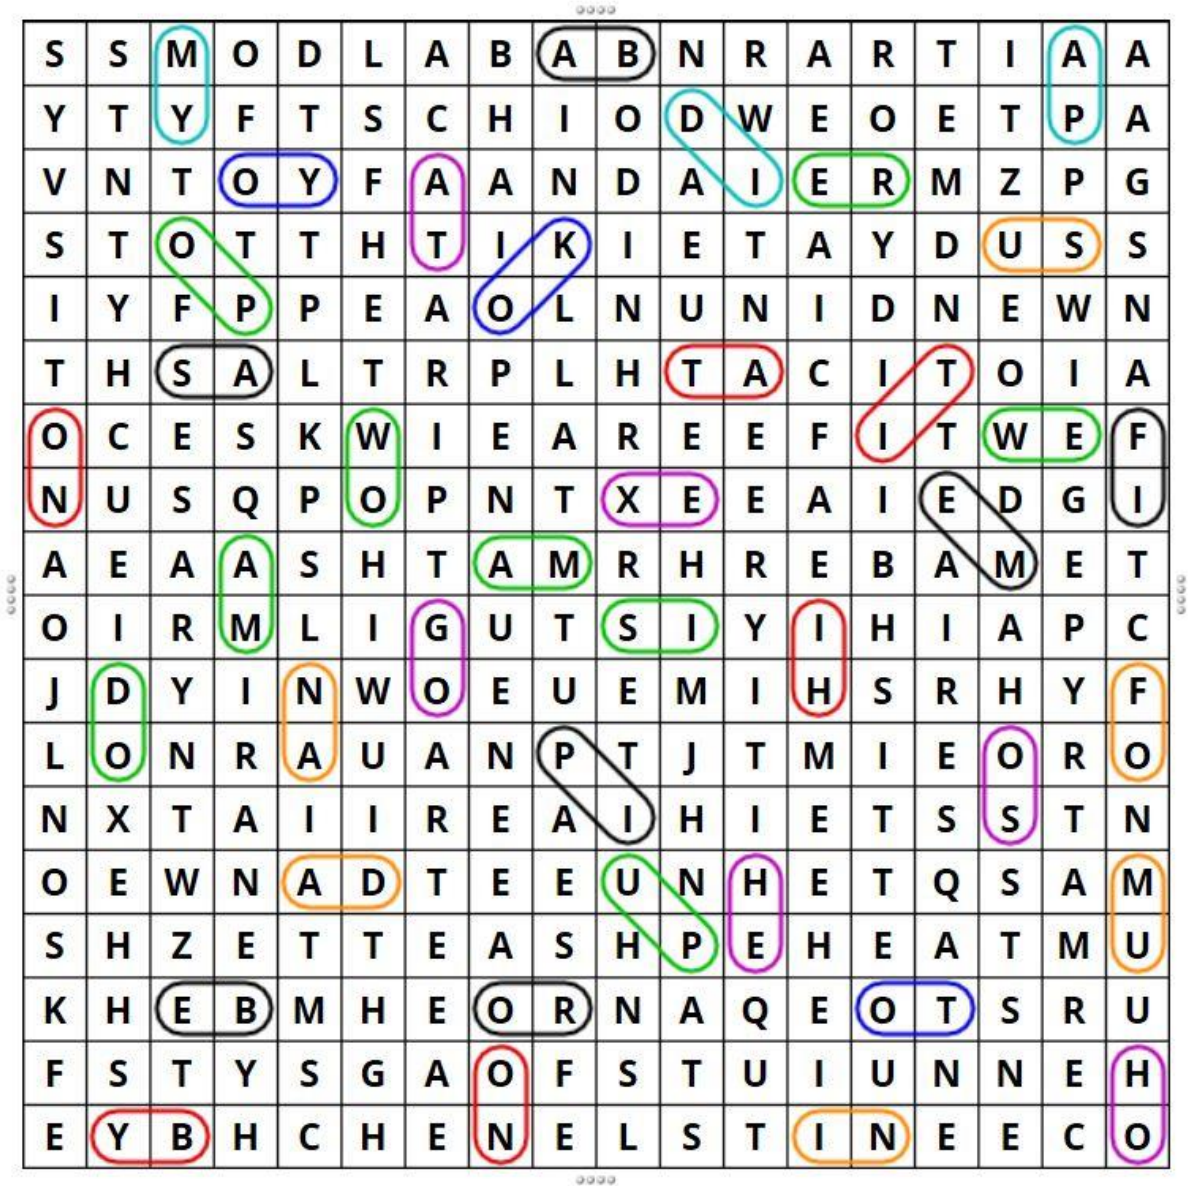 S S M O D L A B A B N R A R T I A A
Y T Y F T S C H I O D W E O E T P A
V N T O Y F A A N D A I E R M Z P G
S T O T T H T I K I E T A Y D U S S
I Y F P P E A O L N U N I D N E W N
T H S A L T R P L H T A C I T O I A
O C E S K W I E A R E E F I T W E F
N U S Q P O P N T X E E A I E D G I
A E A A S H T A M R H R E B A M E T
O I R M L I G U T S I Y I H I A P C
J D Y I N W O E U E M I H S R H Y F
L O N R A U A N P T J T M I E O R O
N X T A I I R E A I H I E T S S T N
O E W N A D T E E U N H E T Q S A M
S H Z E T T E A S H P E H E A T M U
K H E B M H E O R N A Q E O T S R U
F S T Y S G A O F S T U I U N N E H
E Y B H C H E N E L S T I N E E C O